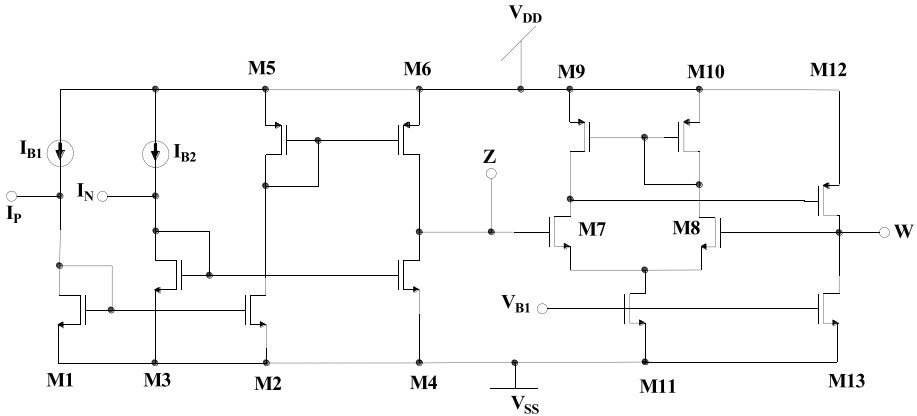 V_DD
M5
M6
M9
M10
M12
I_B1
I_B2
Z
I_P
I_N
M7
M8
W
V_B1
M1
M3
M2
M4
V_SS
M11
M13